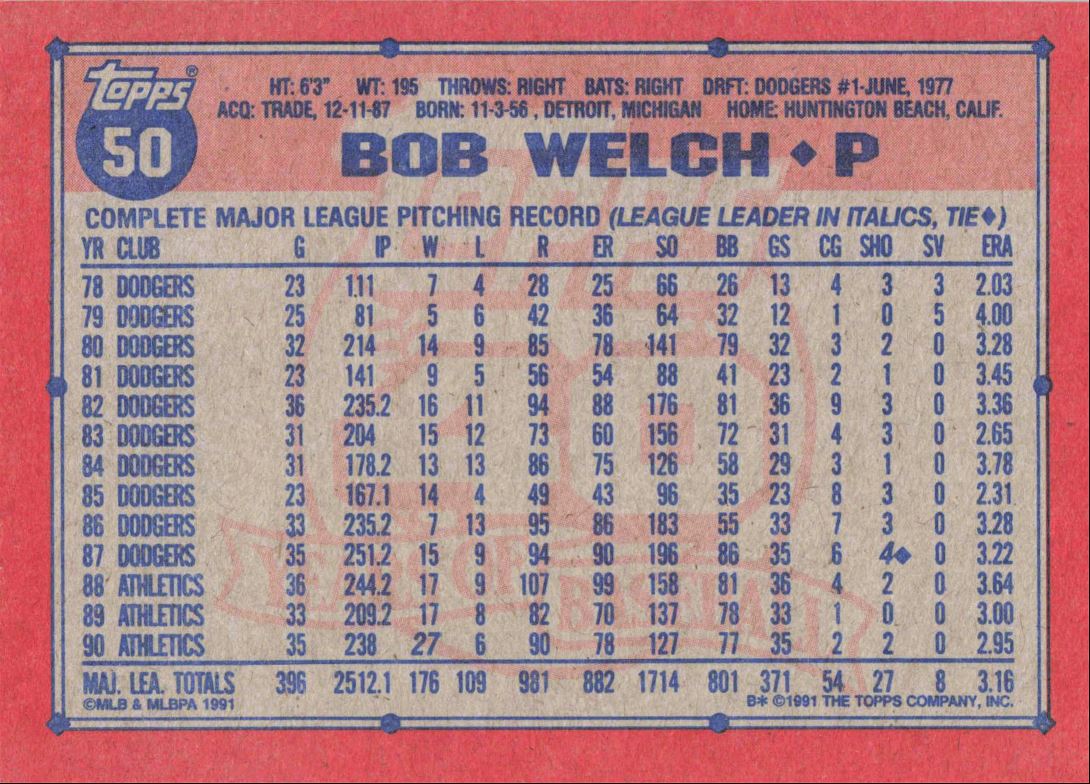 Topps®
50
HT: 6'3" WT: 195 THROWS: RIGHT BATS: RIGHT DRFT: DODGERS #1-JUNE, 1977
ACQ: TRADE, 12-11-87 BORN: 11-3-56 , DETROIT, MICHIGAN HOME: HUNTINGTON BEACH, CALIF.
BOB WELCH ◆ P
COMPLETE MAJOR LEAGUE PITCHING RECORD (LEAGUE LEADER IN ITALICS, TIE◆)
YR CLUB G IP W L R ER SO BB GS CG SHO SV ERA
78 DODGERS 23 111 7 4 28 25 66 26 13 4 3 3 2.03
79 DODGERS 25 81 5 6 42 36 64 32 12 1 0 5 4.00
80 DODGERS 32 214 14 9 85 78 141 79 32 3 2 0 3.28
81 DODGERS 23 141 9 5 56 54 88 41 23 2 1 0 3.45
82 DODGERS 36 235.2 16 11 94 88 176 81 36 9 3 0 3.36
83 DODGERS 31 204 15 12 73 60 156 72 31 4 3 0 2.65
84 DODGERS 31 178.2 13 13 86 75 126 58 29 3 1 0 3.78
85 DODGERS 23 167.1 14 4 49 43 96 35 23 8 3 0 2.31
86 DODGERS 33 235.2 7 13 95 86 183 55 33 7 3 0 3.28
87 DODGERS 35 251.2 15 9 94 90 196 86 35 6 4◆ 0 3.22
88 ATHLETICS 36 244.2 17 9 107 99 158 81 36 4 2 0 3.64
89 ATHLETICS 33 209.2 17 8 82 70 137 78 33 1 0 0 3.00
90 ATHLETICS 35 238 27 6 90 78 127 77 35 2 2 0 2.95
MAJ. LEA. TOTALS 396 2512.1 176 109 981 882 1714 801 371 54 27 8 3.16
©MLB & MLBPA 1991 B* ©1991 THE TOPPS COMPANY, INC.
Topps
40
YEARS OF BASEBALL